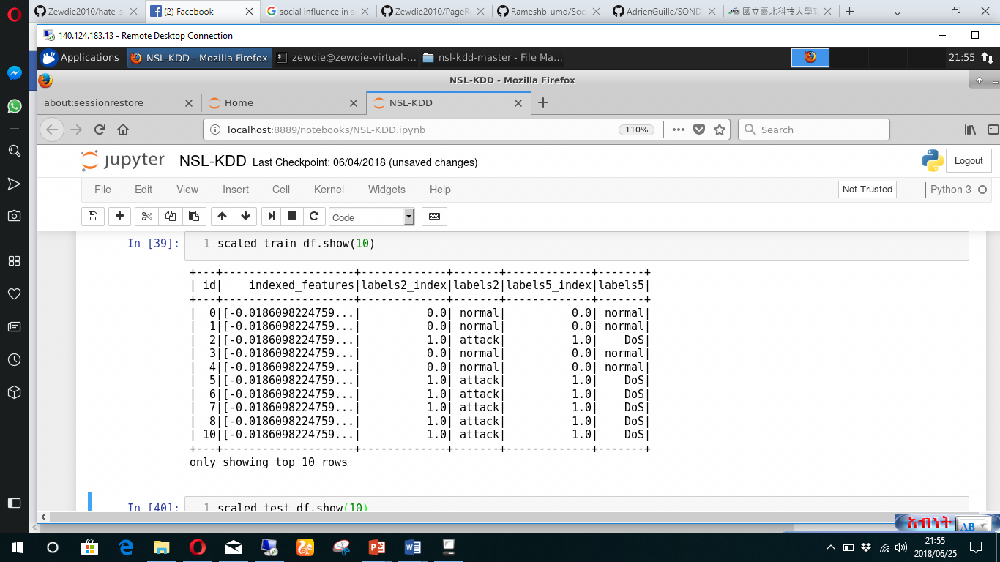 Zewdie2010/hate-s
(2) Facebook
social influence in s
Zewdie2010/PageR
Rameshb-umd/Soc
AdrienGuille/SOND
國立臺北科技大學T
140.124.183.13 - Remote Desktop Connection
Applications
NSL-KDD - Mozilla Firefox
zewdie@zewdie-virtual-...
nsl-kdd-master - File Ma...
21:55
NSL-KDD - Mozilla Firefox
about:sessionrestore
Home
NSL-KDD
localhost:8889/notebooks/NSL-KDD.ipynb
110%
Search
jupyter NSL-KDD Last Checkpoint: 06/04/2018 (unsaved changes)
Logout
File Edit View Insert Cell Kernel Widgets Help
Not Trusted
Python 3
Code
In [39]: 1 scaled_train_df.show(10)
+---+--------------------+-------------+-------+-------------+-------+
| id|    indexed_features|labels2_index|labels2|labels5_index|labels5|
+---+--------------------+-------------+-------+-------------+-------+
|  0|[-0.0186098224759...|          0.0| normal|          0.0| normal|
|  1|[-0.0186098224759...|          0.0| normal|          0.0| normal|
|  2|[-0.0186098224759...|          1.0| attack|          1.0|    DoS|
|  3|[-0.0186098224759...|          0.0| normal|          0.0| normal|
|  4|[-0.0186098224759...|          0.0| normal|          0.0| normal|
|  5|[-0.0186098224759...|          1.0| attack|          1.0|    DoS|
|  6|[-0.0186098224759...|          1.0| attack|          1.0|    DoS|
|  7|[-0.0186098224759...|          1.0| attack|          1.0|    DoS|
|  8|[-0.0186098224759...|          1.0| attack|          1.0|    DoS|
| 10|[-0.0186098224759...|          1.0| attack|          1.0|    DoS|
+---+--------------------+-------------+-------+-------------+-------+
only showing top 10 rows
In [40]: 1 scaled_test_df.show(10)
አብነት AB
21:55
2018/06/25